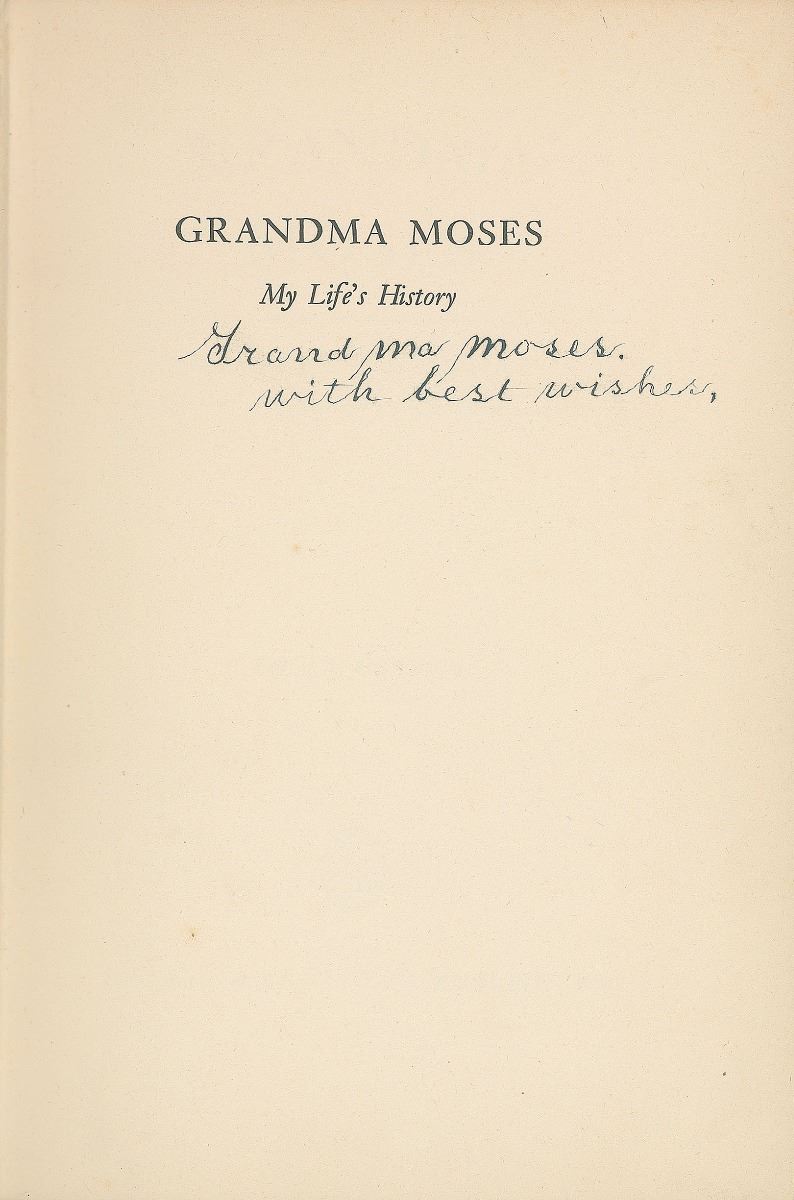 GRANDMA MOSES
My Life's History
Grand ma Moses.
with best wishes,